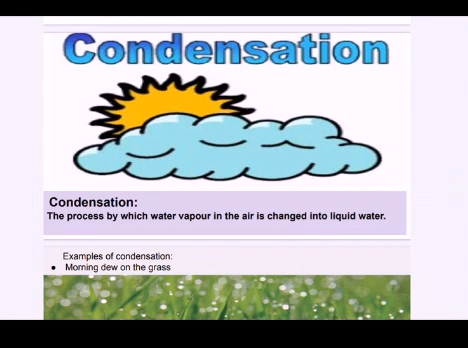 Condensation
Condensation:
The process by which water vapour in the air is changed into liquid water.
Examples of condensation:
● Morning dew on the grass